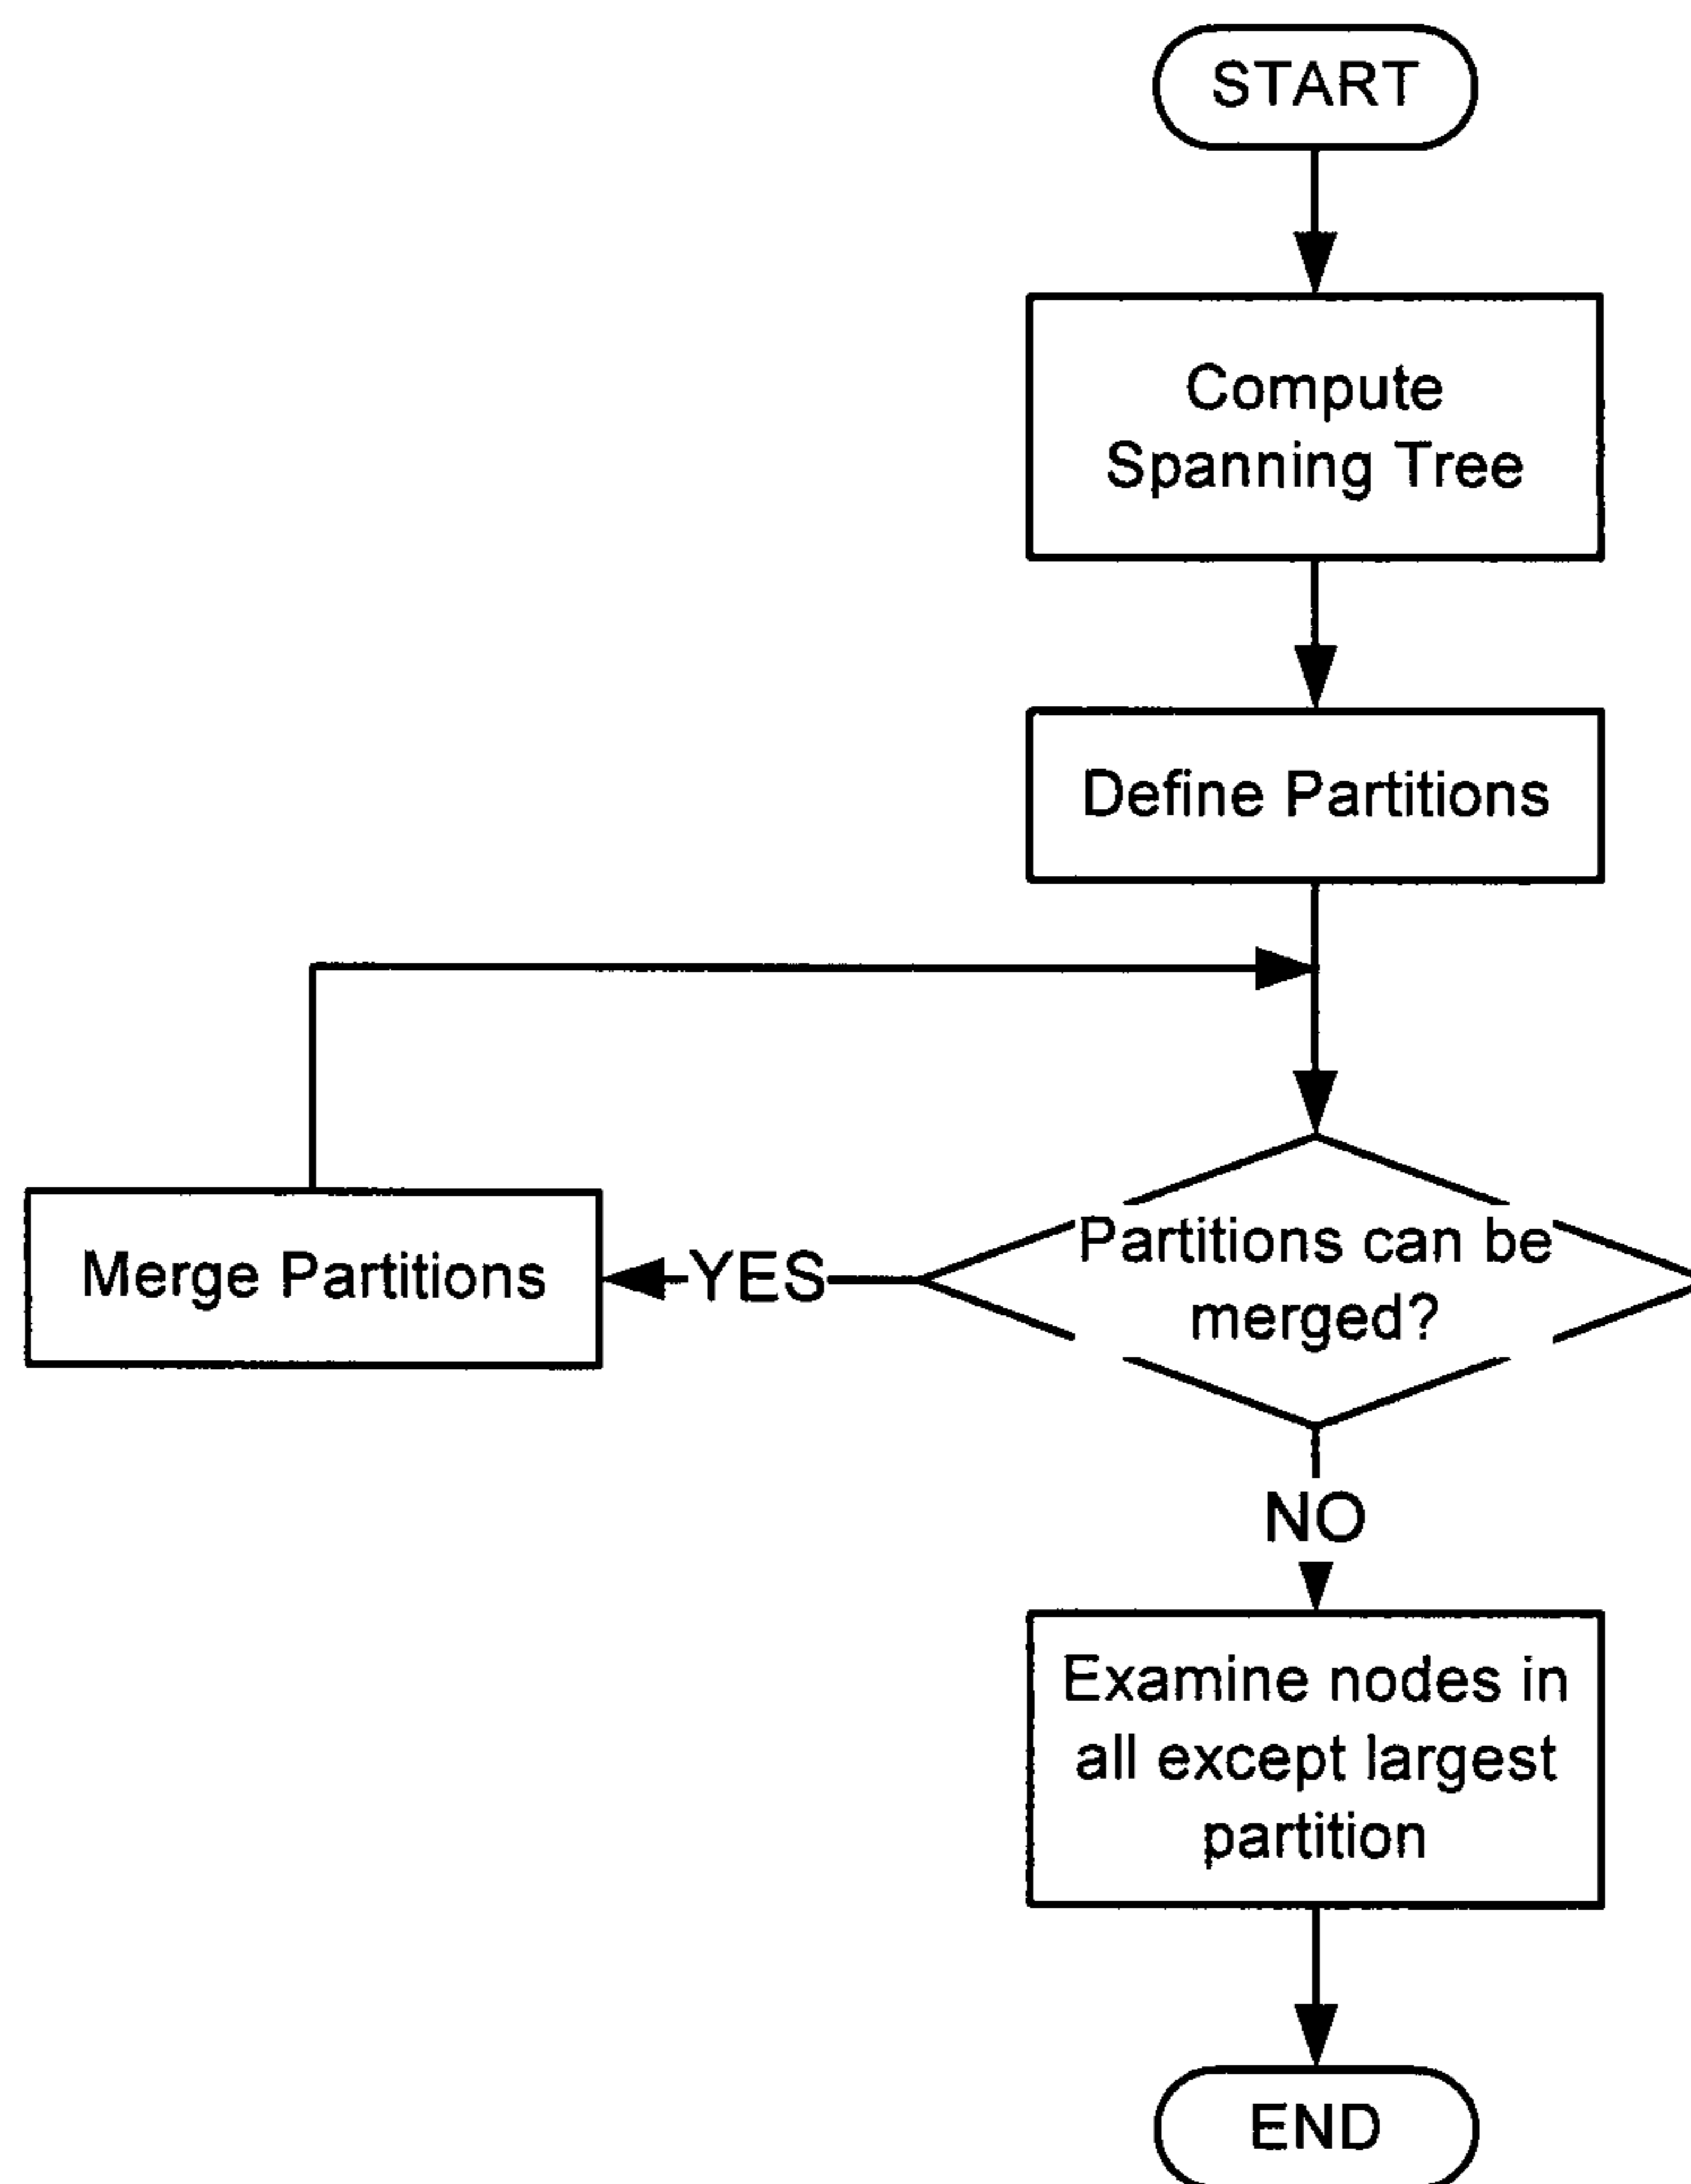 START
Compute
Spanning Tree
Define Partitions
Partitions can be
merged?
YES
Merge Partitions
NO
Examine nodes in
all except largest
partition
END